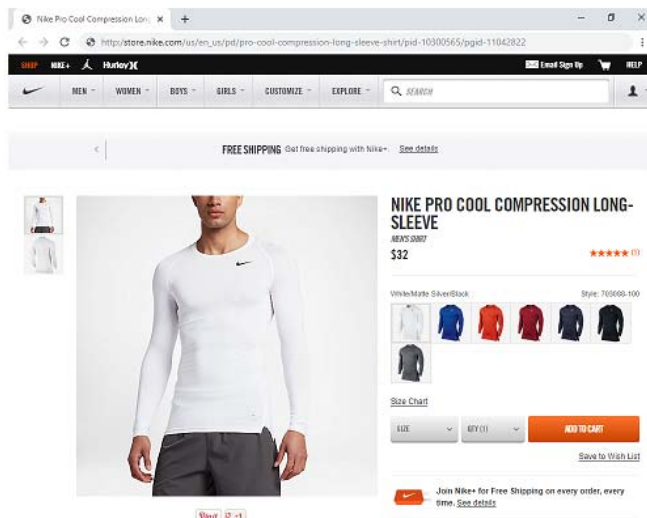 Nike Pro Cool Compression Lon
http://store.nike.com/us/en_us/pd/pro-cool-compression-long-sleeve-shirt/pid-10300565/pgid-11042822
SHOP NIKE+ Hurley Email Sign Up HELP
MEN WOMEN BOYS GIRLS CUSTOMIZE EXPLORE SEARCH
FREE SHIPPING Get free shipping with Nike+. See details
NIKE PRO COOL COMPRESSION LONG-
SLEEVE
MEN'S SHIRT
$32 (1)
White/Matte Silver/Black Style: 703088-100
Size Chart
SIZE QTY (1) ADD TO CART
Save to Wish List
Join Nike+ for Free Shipping on every order, every
time. See details
Pinit +1